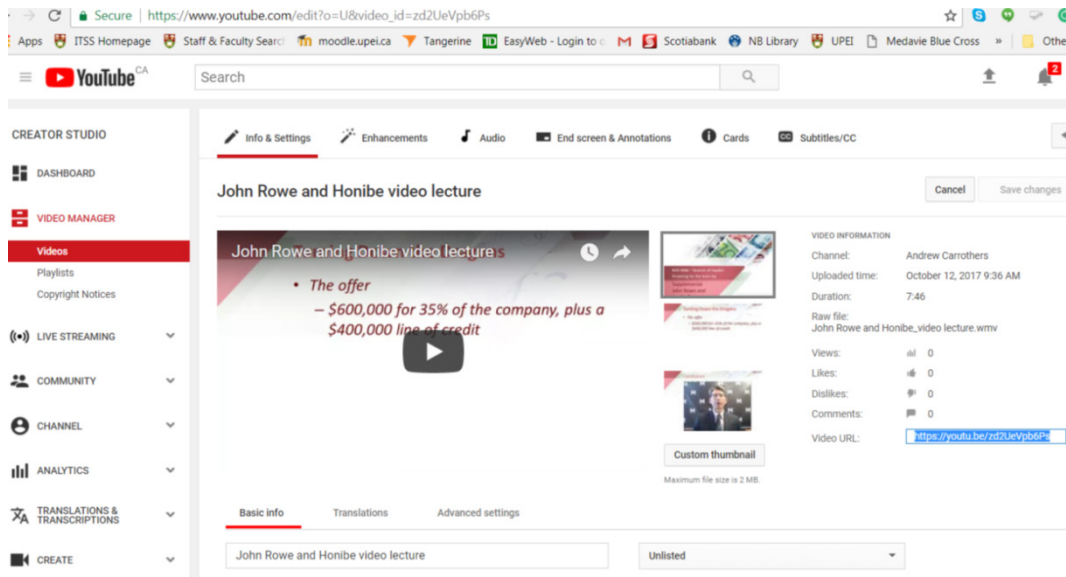 Secure https://www.youtube.com/edit?o=U&video_id=zd2UeVpb6Ps
Apps ITSS Homepage Staff & Faculty Searc moodle.upei.ca Tangerine EasyWeb - Login to Scotiabank NB Library UPEI Medavie Blue Cross » Othe
YouTube CA Search 2
CREATOR STUDIO
DASHBOARD
VIDEO MANAGER
Videos
Playlists
Copyright Notices
LIVE STREAMING
COMMUNITY
CHANNEL
ANALYTICS
TRANSLATIONS &
TRANSCRIPTIONS
CREATE
Info & Settings Enhancements Audio End screen & Annotations Cards CC Subtitles/CC
John Rowe and Honibe video lecture Cancel Save changes
John Rowe and Honibe video lecture
• The offer
– $600,000 for 35% of the company, plus a
$400,000 line of credit
Custom thumbnail
Maximum file size is 2 MB.
VIDEO INFORMATION
Channel: Andrew Carrothers
Uploaded time: October 12, 2017 9:36 AM
Duration: 7:46
Raw file:
John Rowe and Honibe_video lecture.wmv
Views: 0
Likes: 0
Dislikes: 0
Comments: 0
Video URL: https://youtu.be/zd2UeVpb6Ps
Basic info Translations Advanced settings
John Rowe and Honibe video lecture Unlisted